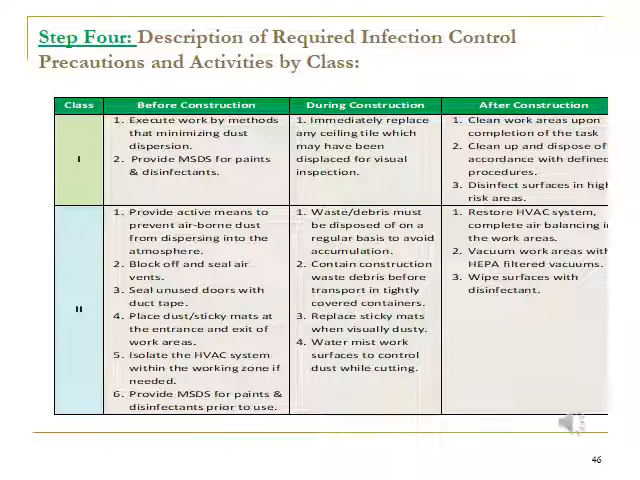 Step Four: Description of Required Infection Control
Precautions and Activities by Class:
Class
Before Construction
During Construction
After Construction
I
1. Execute work by methods
that minimizing dust
dispersion.
2. Provide MSDS for paints
& disinfectants.
1. Immediately replace
any ceiling tile which
may have been
displaced for visual
inspection.
1. Clean work areas upon
completion of the task
2. Clean up and dispose of
accordance with define
procedures.
3. Disinfect surfaces in hig
risk areas.
II
1. Provide active means to
prevent air-borne dust
from dispersing into the
atmosphere.
2. Block off and seal air
vents.
3. Seal unused doors with
duct tape.
4. Place dust/sticky mats at
the entrance and exit of
work areas.
5. Isolate the HVAC system
within the working zone if
needed.
6. Provide MSDS for paints &
disinfectants prior to use.
1. Waste/debris must
be disposed of on a
regular basis to avoid
accumulation.
2. Contain construction
waste debris before
transport in tightly
covered containers.
3. Replace sticky mats
when visually dusty.
4. Water mist work
surfaces to control
dust while cutting.
1. Restore HVAC system,
complete air balancing i
the work areas.
2. Vacuum work areas with
HEPA filtered vacuums.
3. Wipe surfaces with
disinfectant.
46